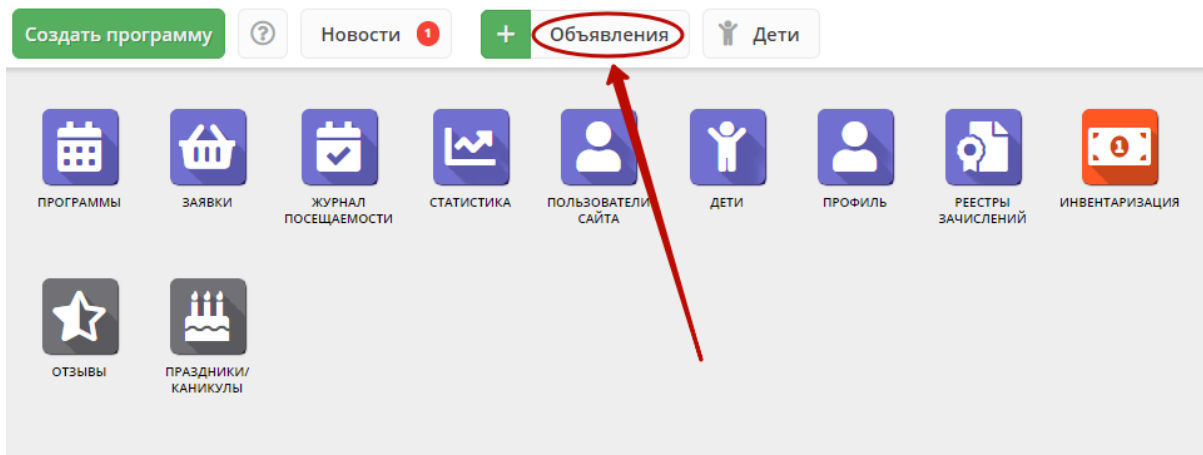 Создать программу
?
Новости 1
+ Объявления
Дети
ПРОГРАММЫ
ЗАЯВКИ
ЖУРНАЛ
ПОСЕЩАЕМОСТИ
СТАТИСТИКА
ПОЛЬЗОВАТЕЛИ
САЙТА
ДЕТИ
ПРОФИЛЬ
РЕЕСТРЫ
ЗАЧИСЛЕНИЙ
1
ИНВЕНТАРИЗАЦИЯ
ОТЗЫВЫ
ПРАЗДНИКИ/
КАНИКУЛЫ